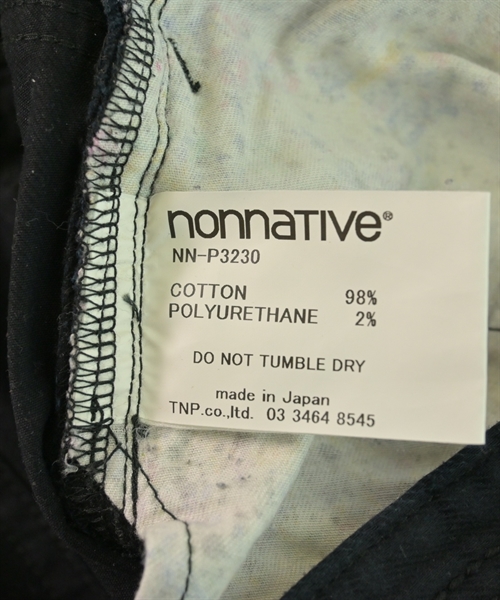 nonnative®
NN-P3230
COTTON 98%
POLYURETHANE 2%
DO NOT TUMBLE DRY
made in Japan
TNP.co.,ltd. 03 3464 8545